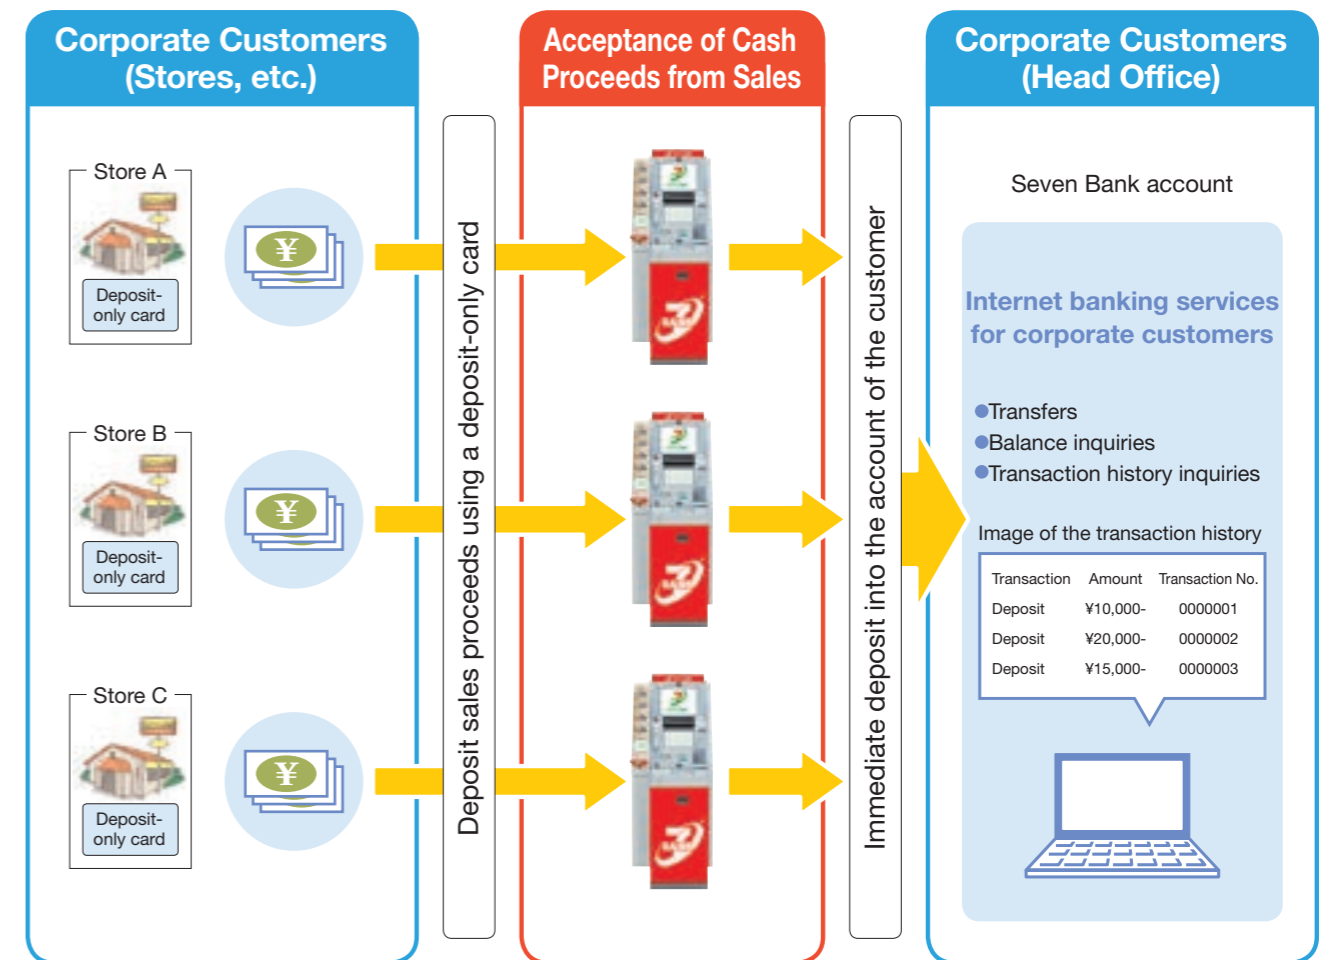 Corporate Customers
(Stores, etc.)
Store A
Deposit-
only card
¥
Store B
Deposit-
only card
¥
Store C
Deposit-
only card
¥
Deposit sales proceeds using a deposit-only card
Acceptance of Cash
Proceeds from Sales
Immediate deposit into the account of the customer
Corporate Customers
(Head Office)
Seven Bank account
Internet banking services
for corporate customers
●Transfers
●Balance inquiries
●Transaction history inquiries
Image of the transaction history
Transaction Amount Transaction No.
Deposit ¥10,000- 0000001
Deposit ¥20,000- 0000002
Deposit ¥15,000- 0000003